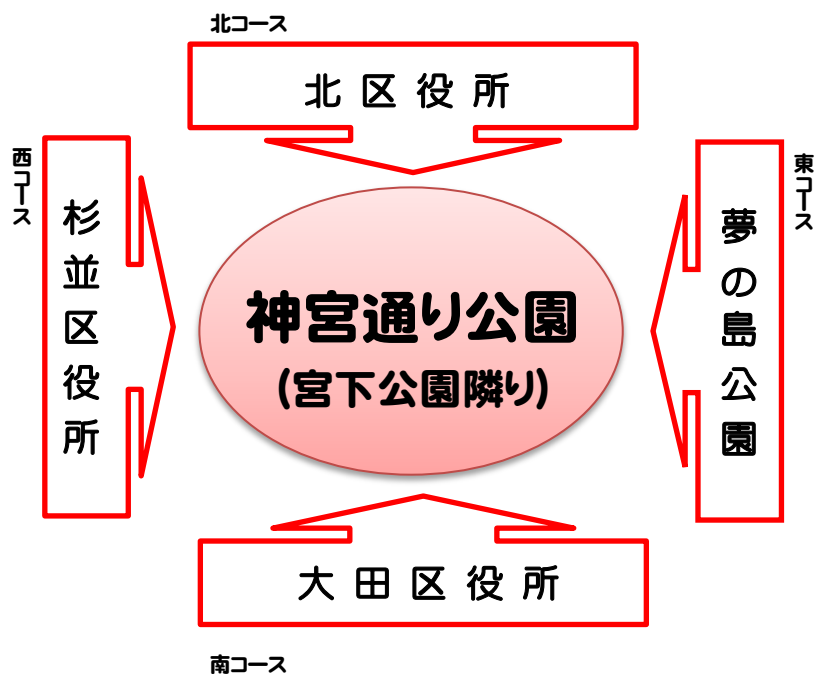 北コース
北区役所
西コース
杉並区役所
神宮通り公園
(宮下公園隣り)
東コース
夢の島公園
大田区役所
南コース